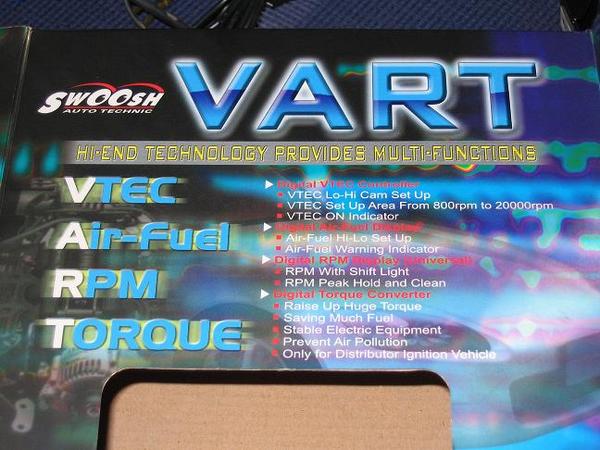 SWOOSH
AUTO TECHNIC
VART
HI-END TECHNOLOGY PROVIDES MULTI-FUNCTIONS
VTEC
Air-Fuel
RPM
TORQUE
Digital VTEC Controller
VTEC Lo-Hi Cam Set Up
VTEC Set Up Area From 800rpm to 20000rpm
VTEC ON Indicator
Digital Air-Fuel Display
Air-Fuel Hi-Lo Set Up
Air-Fuel Warning Indicator
Digital RPM Display (Universal)
RPM With Shift Light
RPM Peak Hold and Clean
Digital Torque Converter
Raise Up Huge Torque
Saving Much Fuel
Stable Electric Equipment
Prevent Air Pollution
Only for Distributor Ignition Vehicle